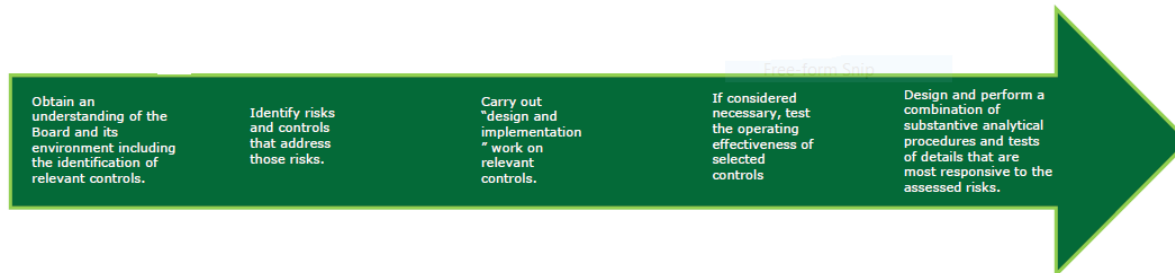 Free-form Snip
Obtain an
understanding of the
Board and its
environment including
the identification of
relevant controls.
Identify risks
and controls
that address
those risks.
Carry out
“design and
implementation
” work on
relevant
controls.
If considered
necessary, test
the operating
effectiveness of
selected
controls
Design and perform a
combination of
substantive analytical
procedures and tests
of details that are
most responsive to the
assessed risks.